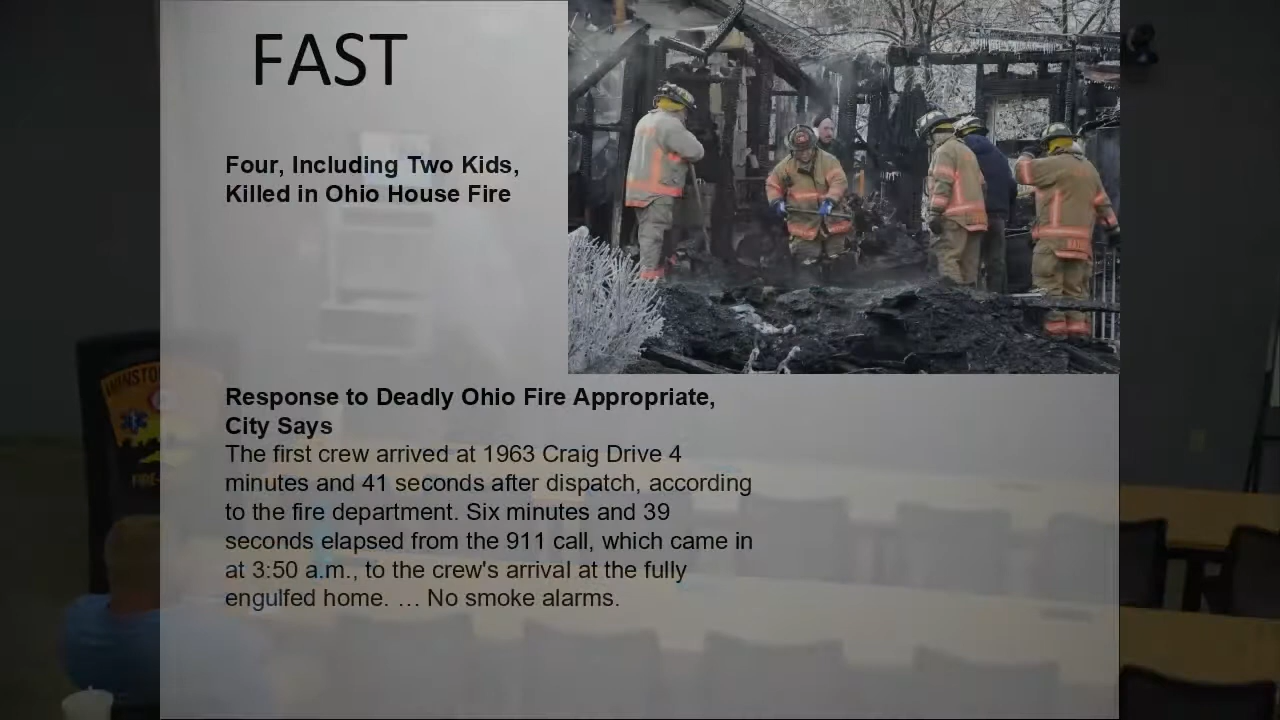 FAST
Four, Including Two Kids,
Killed in Ohio House Fire
Response to Deadly Ohio Fire Appropriate,
City Says
The first crew arrived at 1963 Craig Drive 4
minutes and 41 seconds after dispatch, according
to the fire department. Six minutes and 39
seconds elapsed from the 911 call, which came in
at 3:50 a.m., to the crew's arrival at the fully
engulfed home. … No smoke alarms.